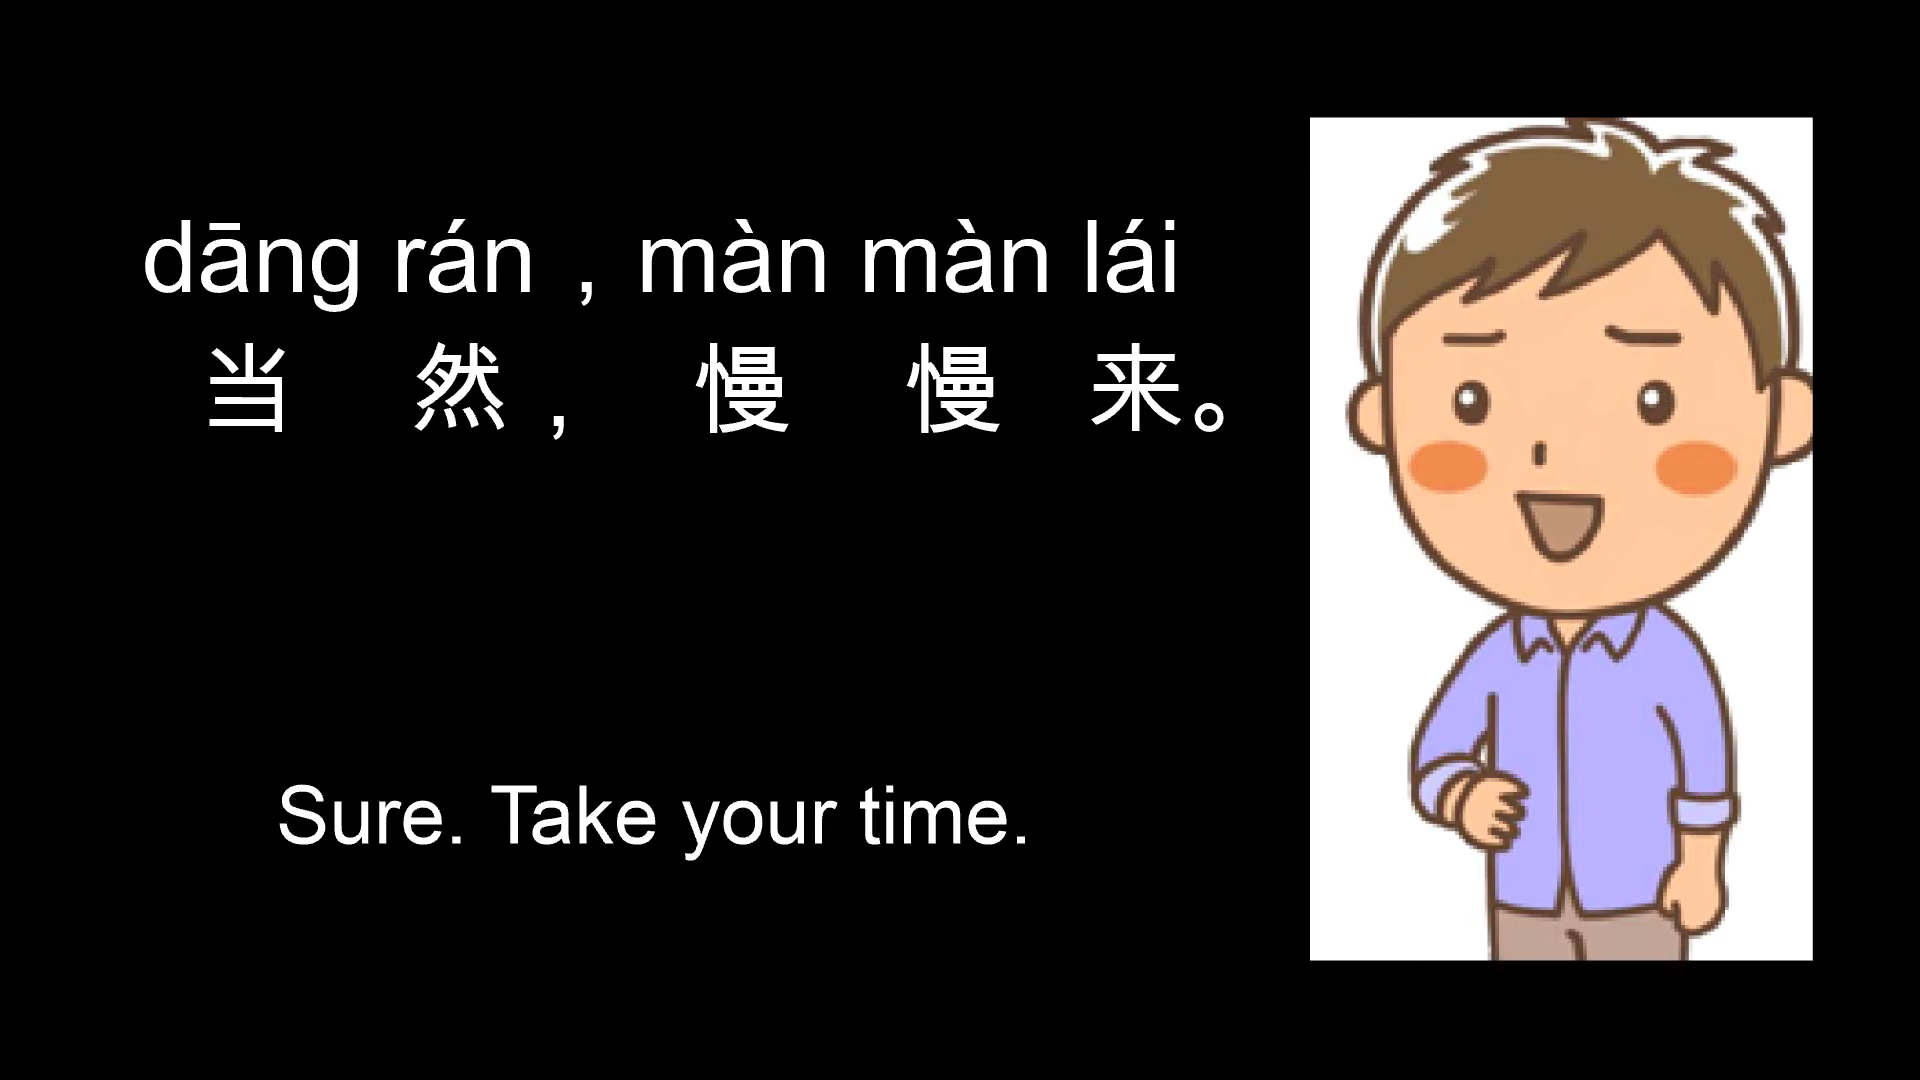 dāng rán , màn màn lái
当 然 , 慢 慢 来。
Sure. Take your time.